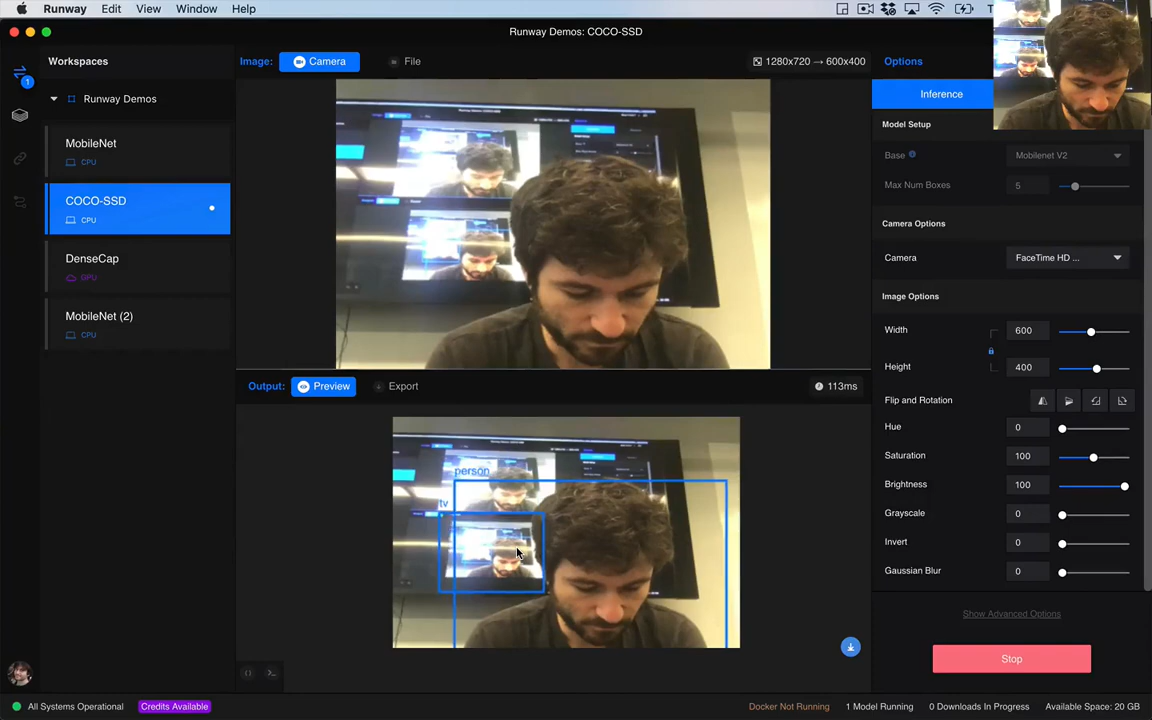 Runway Edit View Window Help
Runway Demos: COCO-SSD
Workspaces
Image: Camera File
1280x720 → 600x400
Options
1
Runway Demos
Inference
Model Setup
MobileNet
CPU
Base
Mobilenet V2
Max Num Boxes
5
COCO-SSD
CPU
Camera Options
DenseCap
GPU
Camera
FaceTime HD ...
Image Options
MobileNet (2)
CPU
Width
600
Height
400
Output: Preview Export
113ms
Flip and Rotation
Hue
0
Saturation
100
person
Brightness
100
tv
Grayscale
0
Invert
0
Gaussian Blur
0
Show Advanced Options
Stop
All Systems Operational
Credits Available
Docker Not Running
1 Model Running
0 Downloads In Progress
Available Space: 20 GB